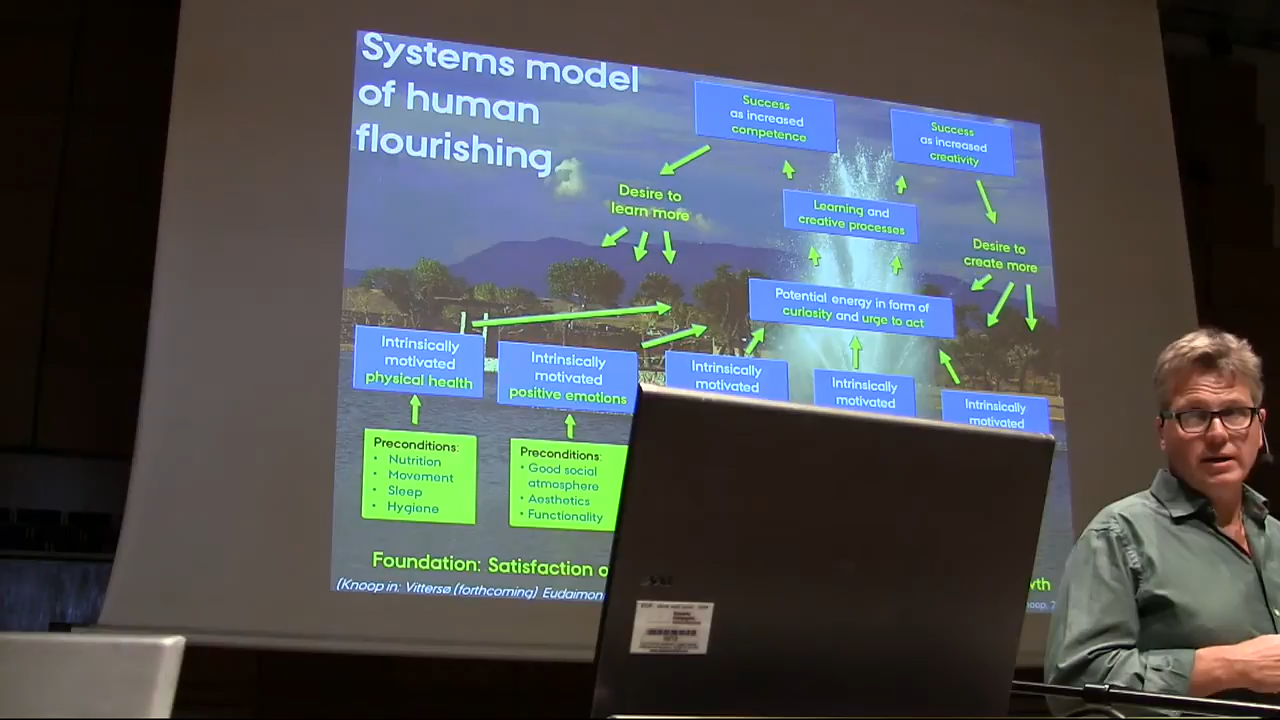 Systems model
of human
flourishing.
Success
as increased
competence
Success
as increased
creativity
Desire to
learn more
Learning and
creative processes
Desire to
create more
Potential energy in form of
curiosity and urge to act
Intrinsically
motivated
physical health
Intrinsically
motivated
positive emotions
Intrinsically
motivated
Intrinsically
motivated
Intrinsically
motivated
Preconditions:
• Nutrition
• Movement
• Sleep
• Hygiene
Preconditions:
• Good social
atmosphere
• Aesthetics
• Functionality
Foundation: Satisfaction
(Knoop in: Vittersø (forthcoming)